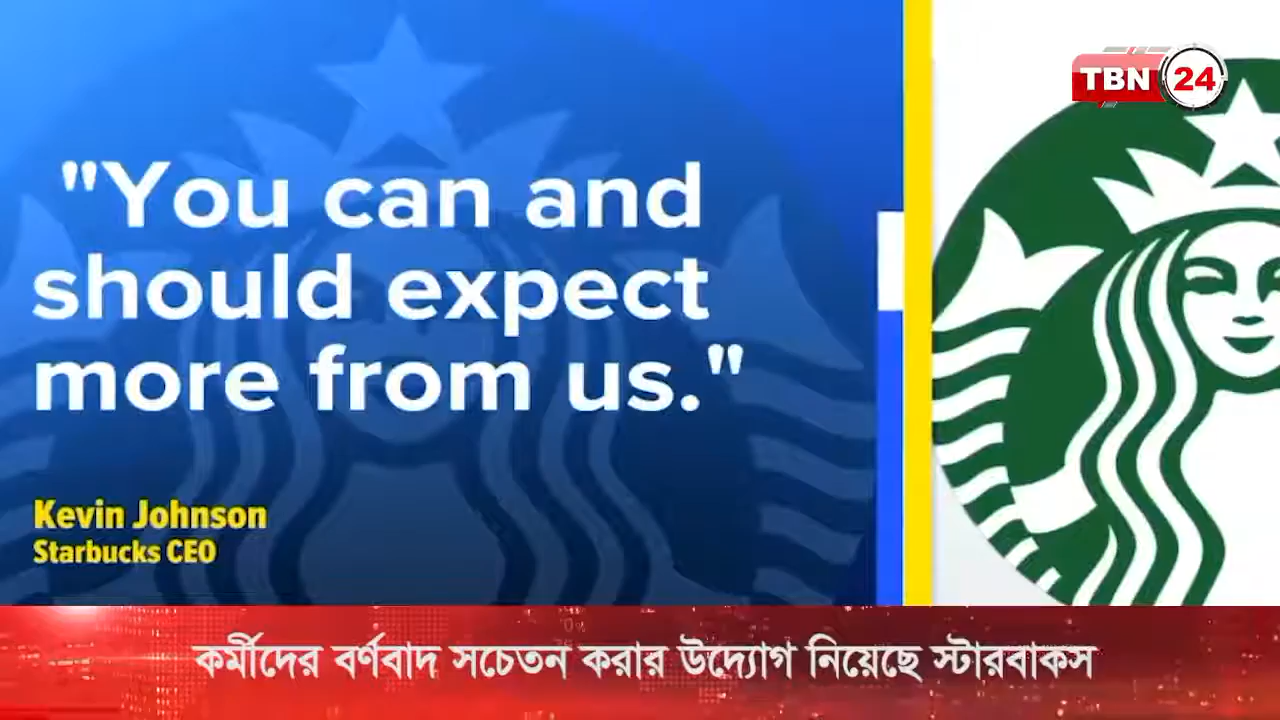 TBN 24
"You can and
should expect
more from us."
Kevin Johnson
Starbucks CEO
কর্মীদের বর্ণবাদ সচেতন করার উদ্যোগ নিয়েছে স্টারবাকস